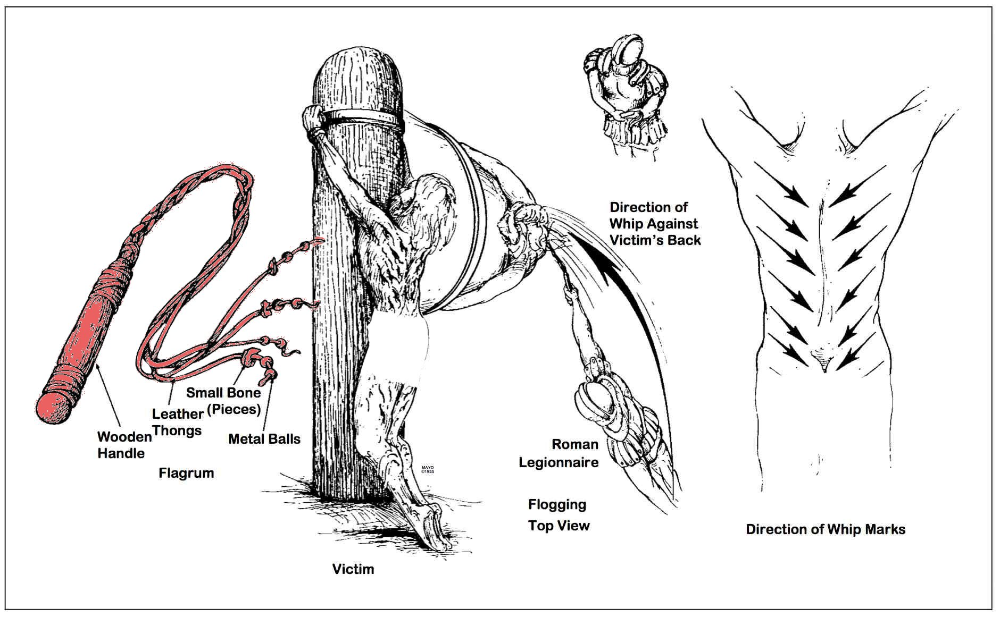 Direction of
Whip Against
Victim's Back
Small Bone
(Pieces)
Leather
Thongs
Wooden
Handle
Metal Balls
Flagrum
MAYO
©1985
Roman
Legionnaire
Flogging
Top View
Direction of Whip Marks
Victim